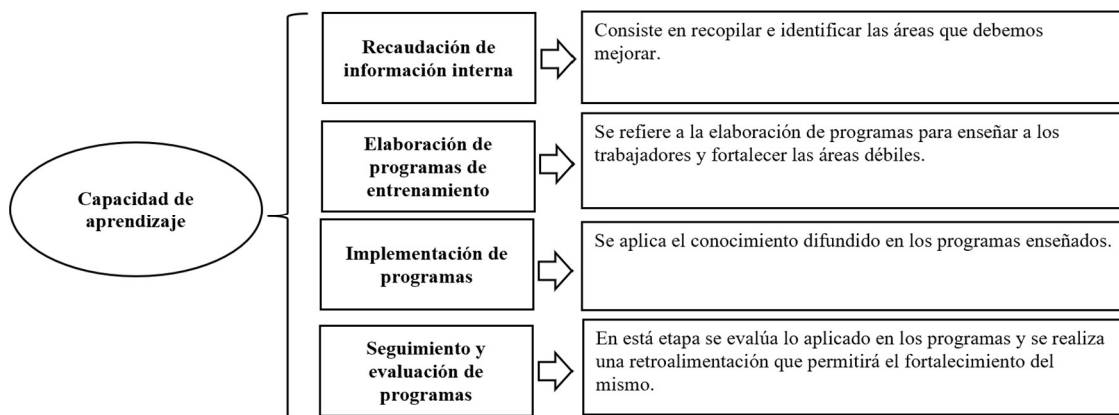 Capacidad de
aprendizaje
Recaudación de
información interna
Consiste en recopilar e identificar las áreas que debemos
mejorar.
Elaboración de
programas de
entrenamiento
Se refiere a la elaboración de programas para enseñar a los
trabajadores y fortalecer las áreas débiles.
Implementación de
programas
Se aplica el conocimiento difundido en los programas enseñados.
Seguimiento y
evaluación de
programas
En está etapa se evalúa lo aplicado en los programas y se realiza
una retroalimentación que permitirá el fortalecimiento del
mismo.